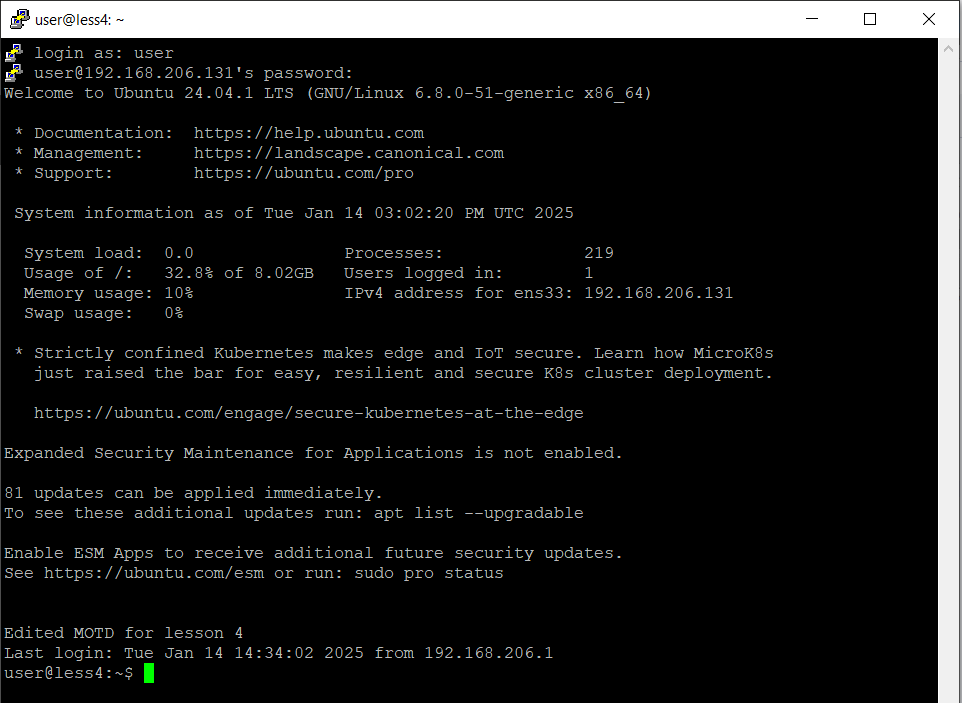 user@less4: ~
login as: user
user@192.168.206.131's password:
Welcome to Ubuntu 24.04.1 LTS (GNU/Linux 6.8.0-51-generic x86_64)
* Documentation:  https://help.ubuntu.com
* Management:     https://landscape.canonical.com
* Support:        https://ubuntu.com/pro
System information as of Tue Jan 14 03:02:20 PM UTC 2025
System load:  0.0               Processes:              219
Usage of /:   32.8% of 8.02GB   Users logged in:        1
Memory usage: 10%               IPv4 address for ens33: 192.168.206.131
Swap usage:   0%
* Strictly confined Kubernetes makes edge and IoT secure. Learn how MicroK8s
just raised the bar for easy, resilient and secure K8s cluster deployment.
https://ubuntu.com/engage/secure-kubernetes-at-the-edge
Expanded Security Maintenance for Applications is not enabled.
81 updates can be applied immediately.
To see these additional updates run: apt list --upgradable
Enable ESM Apps to receive additional future security updates.
See https://ubuntu.com/esm or run: sudo pro status
Edited MOTD for lesson 4
Last login: Tue Jan 14 14:34:02 2025 from 192.168.206.1
user@less4:~$